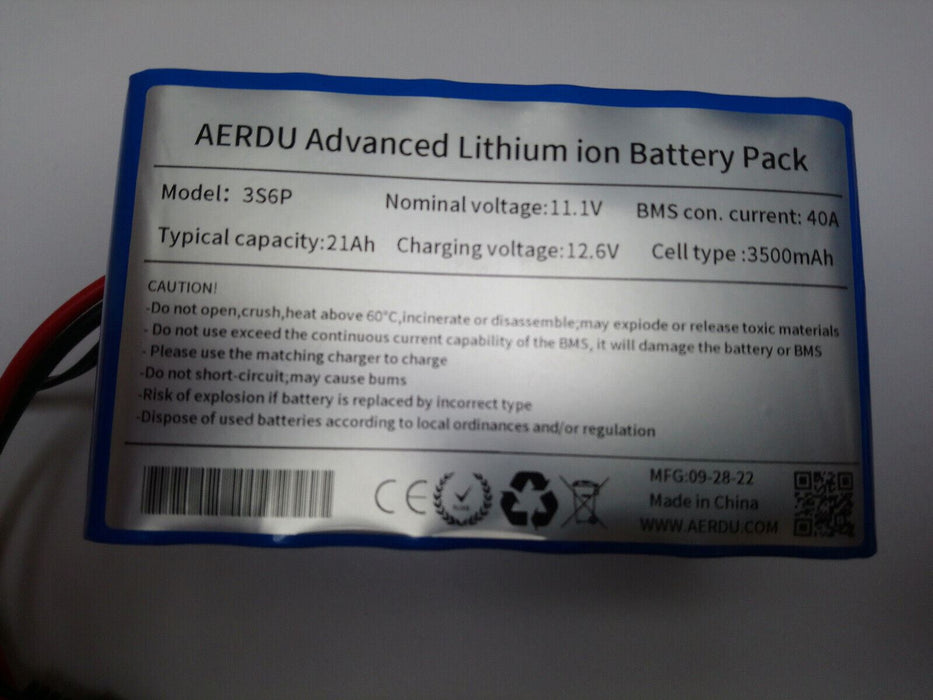 AERDU Advanced Lithium ion Battery Pack
Model: 3S6P Nominal voltage:11.1V BMS con. current: 40A
Typical capacity:21Ah Charging voltage:12.6V Cell type :3500mAh
CAUTION!
-Do not open,crush,heat above 60°C,incinerate or disassemble;may expiode or release toxic materials
- Do not use exceed the continuous current capability of the BMS, it will damage the battery or BMS
- Please use the matching charger to charge
-Do not short-circuit;may cause bums
-Risk of explosion if battery is replaced by incorrect type
-Dispose of used batteries according to local ordinances and/or regulation
CE
MFG:09-28-22
Made in China
WWW.AERDU.COM